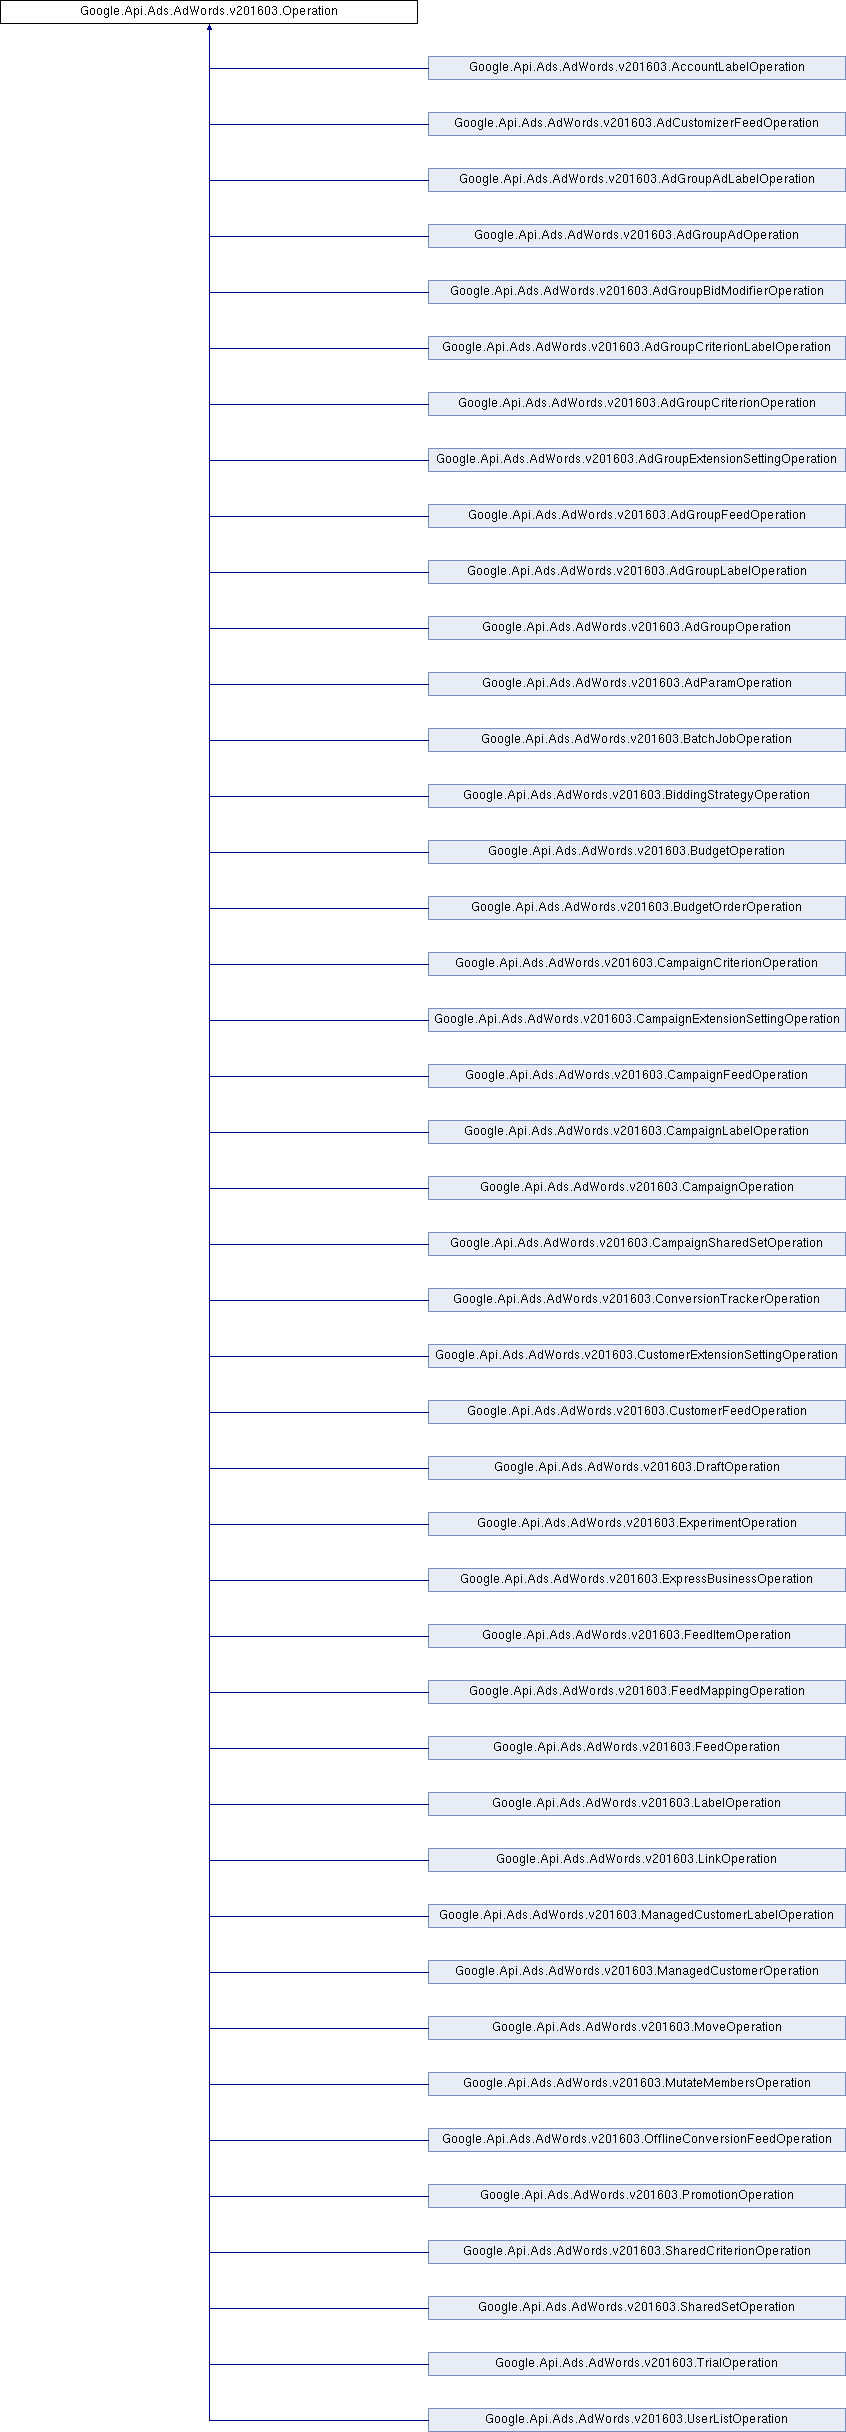 Google.Api.Ads.AdWords.v201603.Operation
Google.Api.Ads.AdWords.v201603.AccountLabelOperation
Google.Api.Ads.AdWords.v201603.AdCustomizerFeedOperation
Google.Api.Ads.AdWords.v201603.AdGroupAdLabelOperation
Google.Api.Ads.AdWords.v201603.AdGroupAdOperation
Google.Api.Ads.AdWords.v201603.AdGroupBidModifierOperation
Google.Api.Ads.AdWords.v201603.AdGroupCriterionLabelOperation
Google.Api.Ads.AdWords.v201603.AdGroupCriterionOperation
Google.Api.Ads.AdWords.v201603.AdGroupExtensionSettingOperation
Google.Api.Ads.AdWords.v201603.AdGroupFeedOperation
Google.Api.Ads.AdWords.v201603.AdGroupLabelOperation
Google.Api.Ads.AdWords.v201603.AdGroupOperation
Google.Api.Ads.AdWords.v201603.AdParamOperation
Google.Api.Ads.AdWords.v201603.BatchJobOperation
Google.Api.Ads.AdWords.v201603.BiddingStrategyOperation
Google.Api.Ads.AdWords.v201603.BudgetOperation
Google.Api.Ads.AdWords.v201603.BudgetOrderOperation
Google.Api.Ads.AdWords.v201603.CampaignCriterionOperation
Google.Api.Ads.AdWords.v201603.CampaignExtensionSettingOperation
Google.Api.Ads.AdWords.v201603.CampaignFeedOperation
Google.Api.Ads.AdWords.v201603.CampaignLabelOperation
Google.Api.Ads.AdWords.v201603.CampaignOperation
Google.Api.Ads.AdWords.v201603.CampaignSharedSetOperation
Google.Api.Ads.AdWords.v201603.ConversionTrackerOperation
Google.Api.Ads.AdWords.v201603.CustomerExtensionSettingOperation
Google.Api.Ads.AdWords.v201603.CustomerFeedOperation
Google.Api.Ads.AdWords.v201603.DraftOperation
Google.Api.Ads.AdWords.v201603.ExperimentOperation
Google.Api.Ads.AdWords.v201603.ExpressBusinessOperation
Google.Api.Ads.AdWords.v201603.FeedItemOperation
Google.Api.Ads.AdWords.v201603.FeedMappingOperation
Google.Api.Ads.AdWords.v201603.FeedOperation
Google.Api.Ads.AdWords.v201603.LabelOperation
Google.Api.Ads.AdWords.v201603.LinkOperation
Google.Api.Ads.AdWords.v201603.ManagedCustomerLabelOperation
Google.Api.Ads.AdWords.v201603.ManagedCustomerOperation
Google.Api.Ads.AdWords.v201603.MoveOperation
Google.Api.Ads.AdWords.v201603.MutateMembersOperation
Google.Api.Ads.AdWords.v201603.OfflineConversionFeedOperation
Google.Api.Ads.AdWords.v201603.PromotionOperation
Google.Api.Ads.AdWords.v201603.SharedCriterionOperation
Google.Api.Ads.AdWords.v201603.SharedSetOperation
Google.Api.Ads.AdWords.v201603.TrialOperation
Google.Api.Ads.AdWords.v201603.UserListOperation